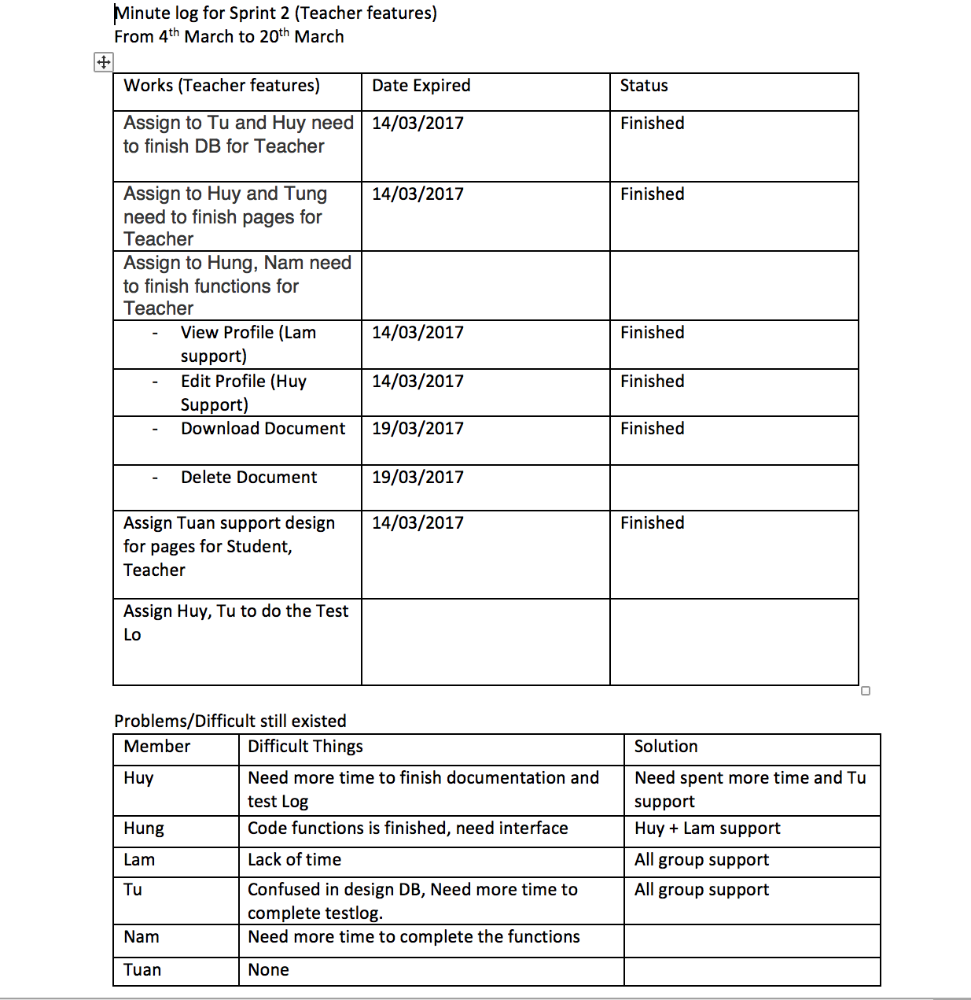 Minute log for Sprint 2 (Teacher features)
From 4th March to 20th March
Works (Teacher features) Date Expired Status
Assign to Tu and Huy need 14/03/2017 Finished
to finish DB for Teacher
Assign to Huy and Tung 14/03/2017 Finished
need to finish pages for
Teacher
Assign to Hung, Nam need
to finish functions for
Teacher
- View Profile (Lam 14/03/2017 Finished
support)
- Edit Profile (Huy 14/03/2017 Finished
Support)
- Download Document 19/03/2017 Finished
- Delete Document 19/03/2017
Assign Tuan support design 14/03/2017 Finished
for pages for Student,
Teacher
Assign Huy, Tu to do the Test
Lo
Problems/Difficult still existed
Member Difficult Things Solution
Huy Need more time to finish documentation and Need spent more time and Tu
test Log support
Hung Code functions is finished, need interface Huy + Lam support
Lam Lack of time All group support
Tu Confused in design DB, Need more time to All group support
complete testlog.
Nam Need more time to complete the functions
Tuan None